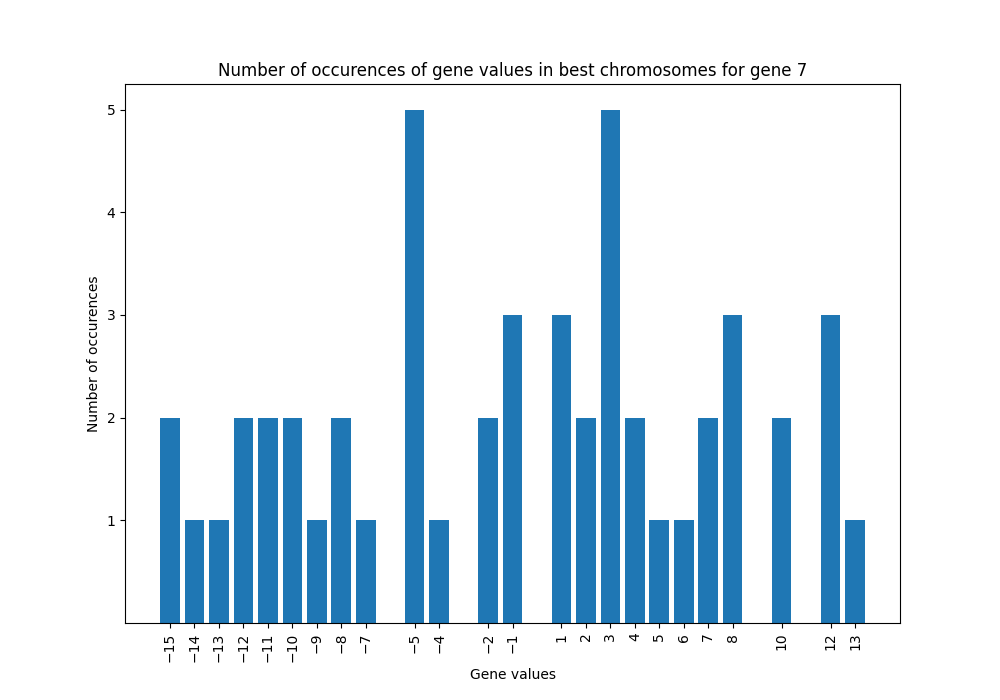 Number of occurences of gene values in best chromosomes for gene 7
5
4
3
2
1
Number of occurences
−15 −14 −13 −12 −11 −10 −9 −8 −7 −5 −4 −2 −1 1 2 3 4 5 6 7 8 10 12 13
Gene values